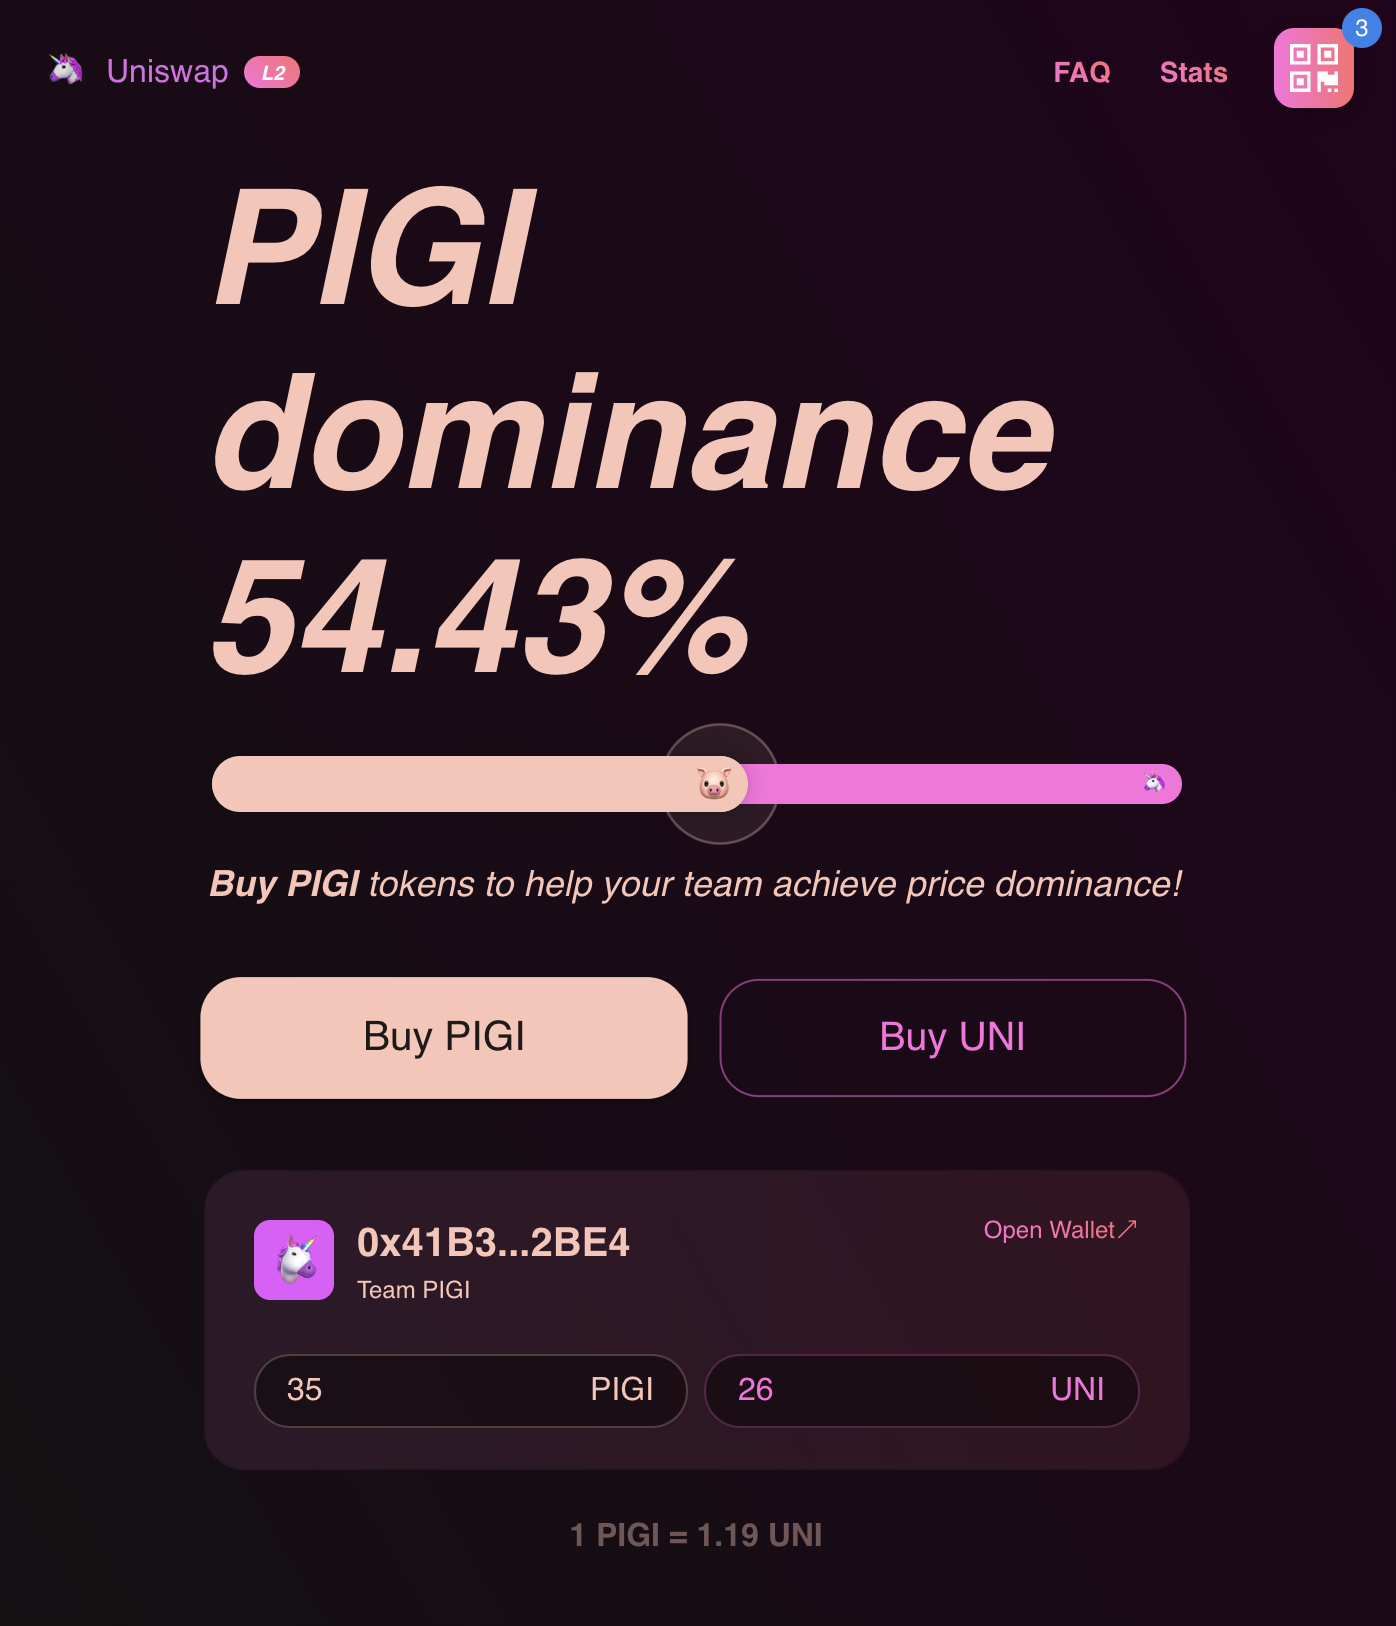 Uniswap L2
FAQ Stats 3
PIGI
dominance
54.43%
Buy PIGI tokens to help your team achieve price dominance!
Buy PIGI Buy UNI
0x41B3...2BE4
Open Wallet↗
Team PIGI
35 PIGI 26 UNI
1 PIGI = 1.19 UNI